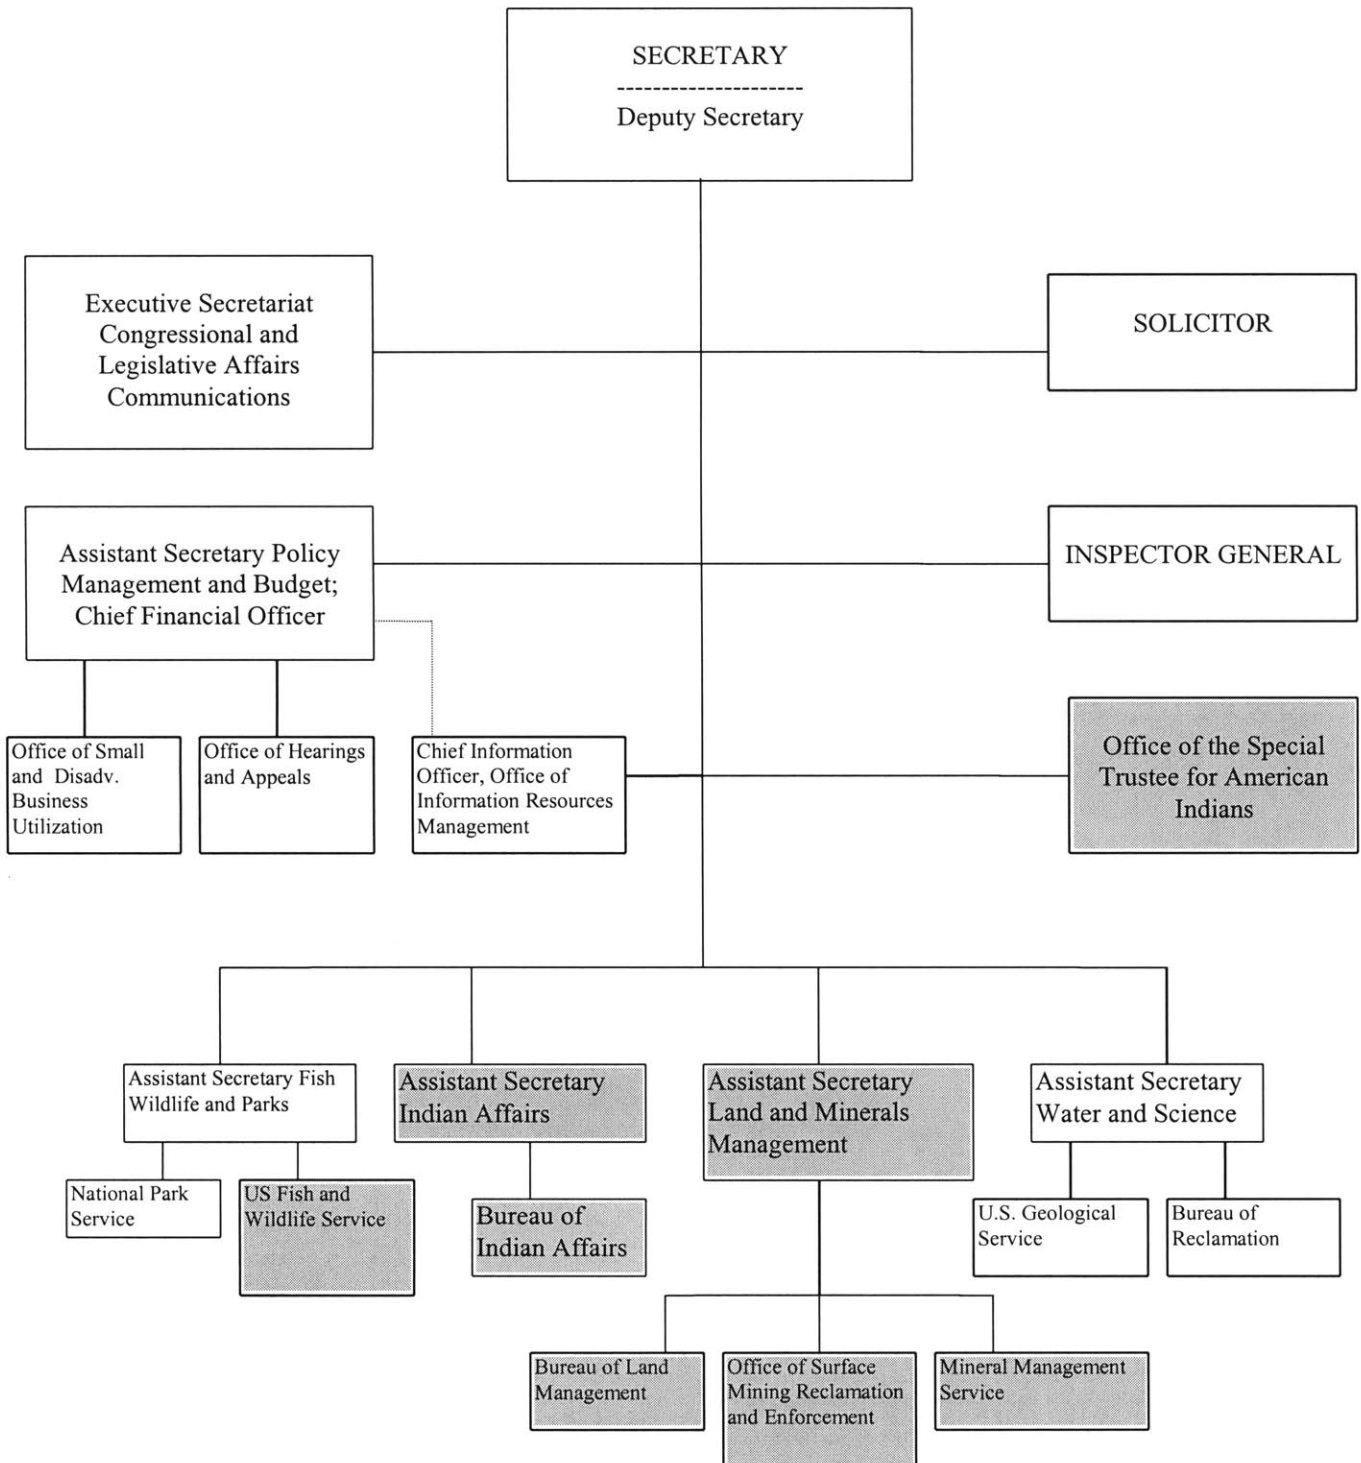 SECRETARY
---------------------
Deputy Secretary
Executive Secretariat
Congressional and
Legislative Affairs
Communications
SOLICITOR
Assistant Secretary Policy
Management and Budget;
Chief Financial Officer
INSPECTOR GENERAL
Office of Small
and Disadv.
Business
Utilization
Office of Hearings
and Appeals
Chief Information
Officer, Office of
Information Resources
Management
Office of the Special
Trustee for American
Indians
Assistant Secretary Fish
Wildlife and Parks
Assistant Secretary
Indian Affairs
Assistant Secretary
Land and Minerals
Management
Assistant Secretary
Water and Science
National Park
Service
US Fish and
Wildlife Service
Bureau of
Indian Affairs
U.S. Geological
Service
Bureau of
Reclamation
Bureau of Land
Management
Office of Surface
Mining Reclamation
and Enforcement
Mineral Management
Service